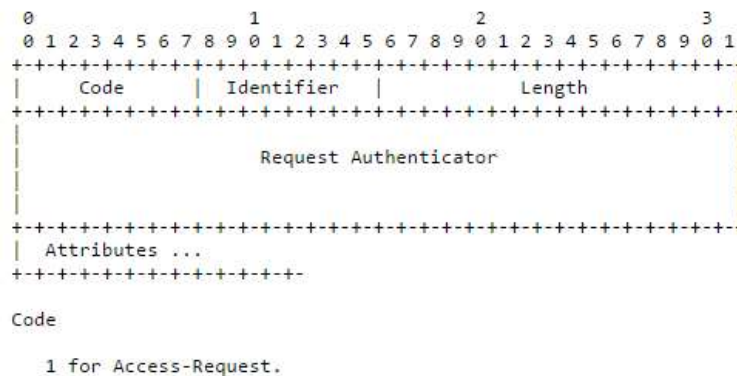 0                   1                   2                   3
 0 1 2 3 4 5 6 7 8 9 0 1 2 3 4 5 6 7 8 9 0 1 2 3 4 5 6 7 8 9 0 1
+-+-+-+-+-+-+-+-+-+-+-+-+-+-+-+-+-+-+-+-+-+-+-+-+-+-+-+-+-+-+-+-
|     Code      |  Identifier   |            Length
+-+-+-+-+-+-+-+-+-+-+-+-+-+-+-+-+-+-+-+-+-+-+-+-+-+-+-+-+-+-+-+-
|
|                     Request Authenticator
|
|
+-+-+-+-+-+-+-+-+-+-+-+-+-+-+-+-+-+-+-+-+-+-+-+-+-+-+-+-+-+-+-+-
|  Attributes ...
+-+-+-+-+-+-+-+-+-+-+-+-+-
Code
   1 for Access-Request.